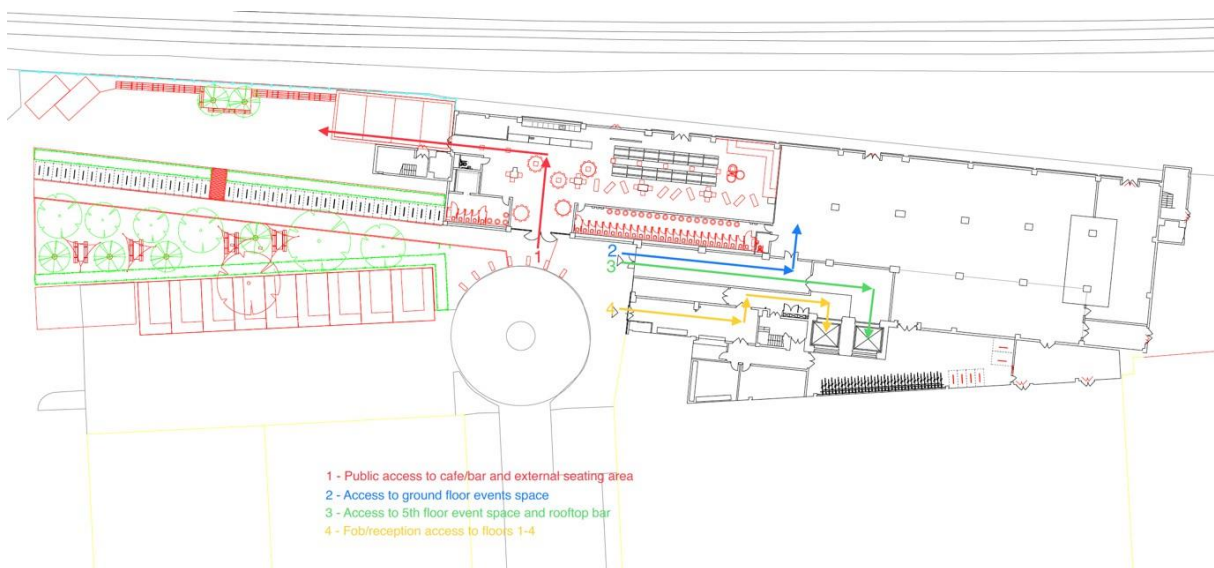 1
2
3
4
1 - Public access to cafe/bar and external seating area
2 - Access to ground floor events space
3 - Access to 5th floor event space and rooftop bar
4 - Fob/reception access to floors 1-4